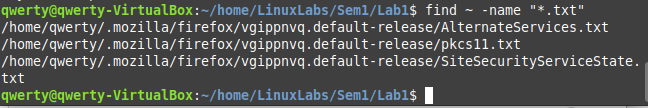 qwerty@qwerty-VirtualBox:~/home/LinuxLabs/Sem1/Lab1$ find ~ -name "*.txt"
/home/qwerty/.mozilla/firefox/vgippnvq.default-release/AlternateServices.txt
/home/qwerty/.mozilla/firefox/vgippnvq.default-release/pkcs11.txt
/home/qwerty/.mozilla/firefox/vgippnvq.default-release/SiteSecurityServiceState.
txt
qwerty@qwerty-VirtualBox:~/home/LinuxLabs/Sem1/Lab1$